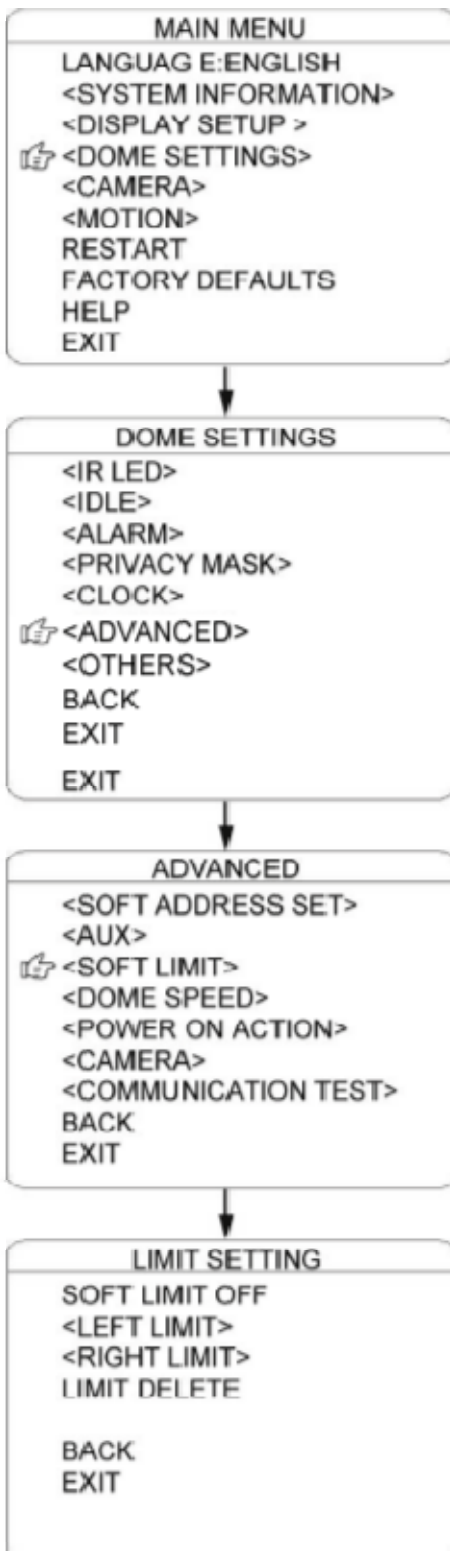 MAIN MENU
LANGUAG E:ENGLISH
<SYSTEM INFORMATION>
<DISPLAY SETUP >
<DOME SETTINGS>
<CAMERA>
<MOTION>
RESTART
FACTORY DEFAULTS
HELP
EXIT
DOME SETTINGS
<IR LED>
<IDLE>
<ALARM>
<PRIVACY MASK>
<CLOCK>
<ADVANCED>
<OTHERS>
BACK
EXIT
EXIT
ADVANCED
<SOFT ADDRESS SET>
<AUX>
<SOFT LIMIT>
<DOME SPEED>
<POWER ON ACTION>
<CAMERA>
<COMMUNICATION TEST>
BACK
EXIT
LIMIT SETTING
SOFT LIMIT OFF
<LEFT LIMIT>
<RIGHT LIMIT>
LIMIT DELETE
BACK
EXIT